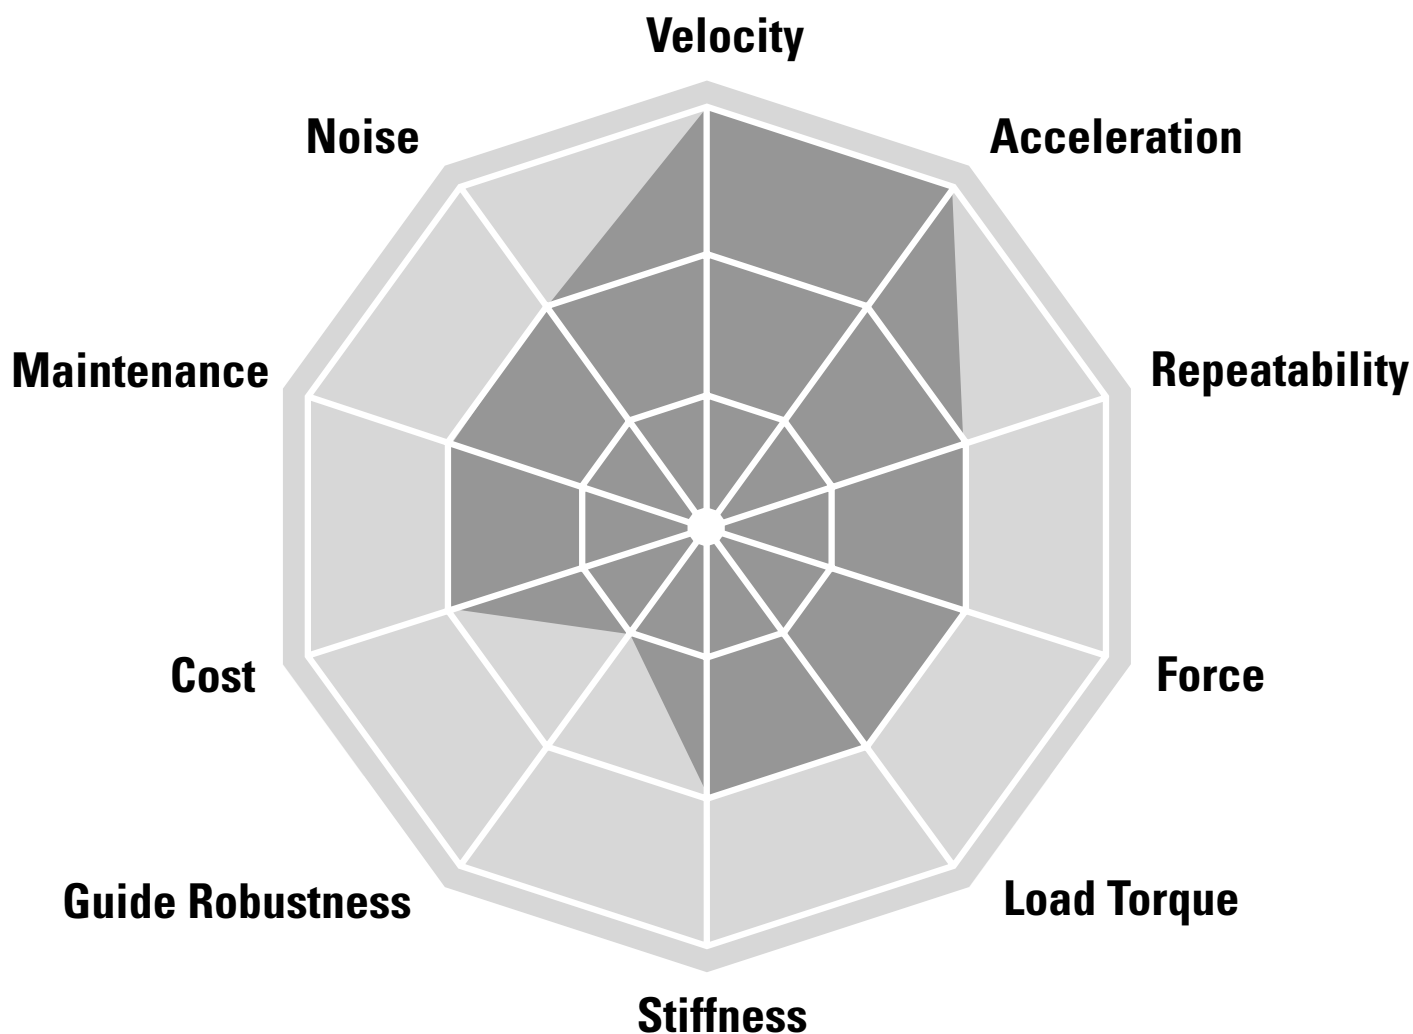 Velocity
Noise
Acceleration
Maintenance
Repeatability
Cost
Force
Guide Robustness
Load Torque
Stiffness